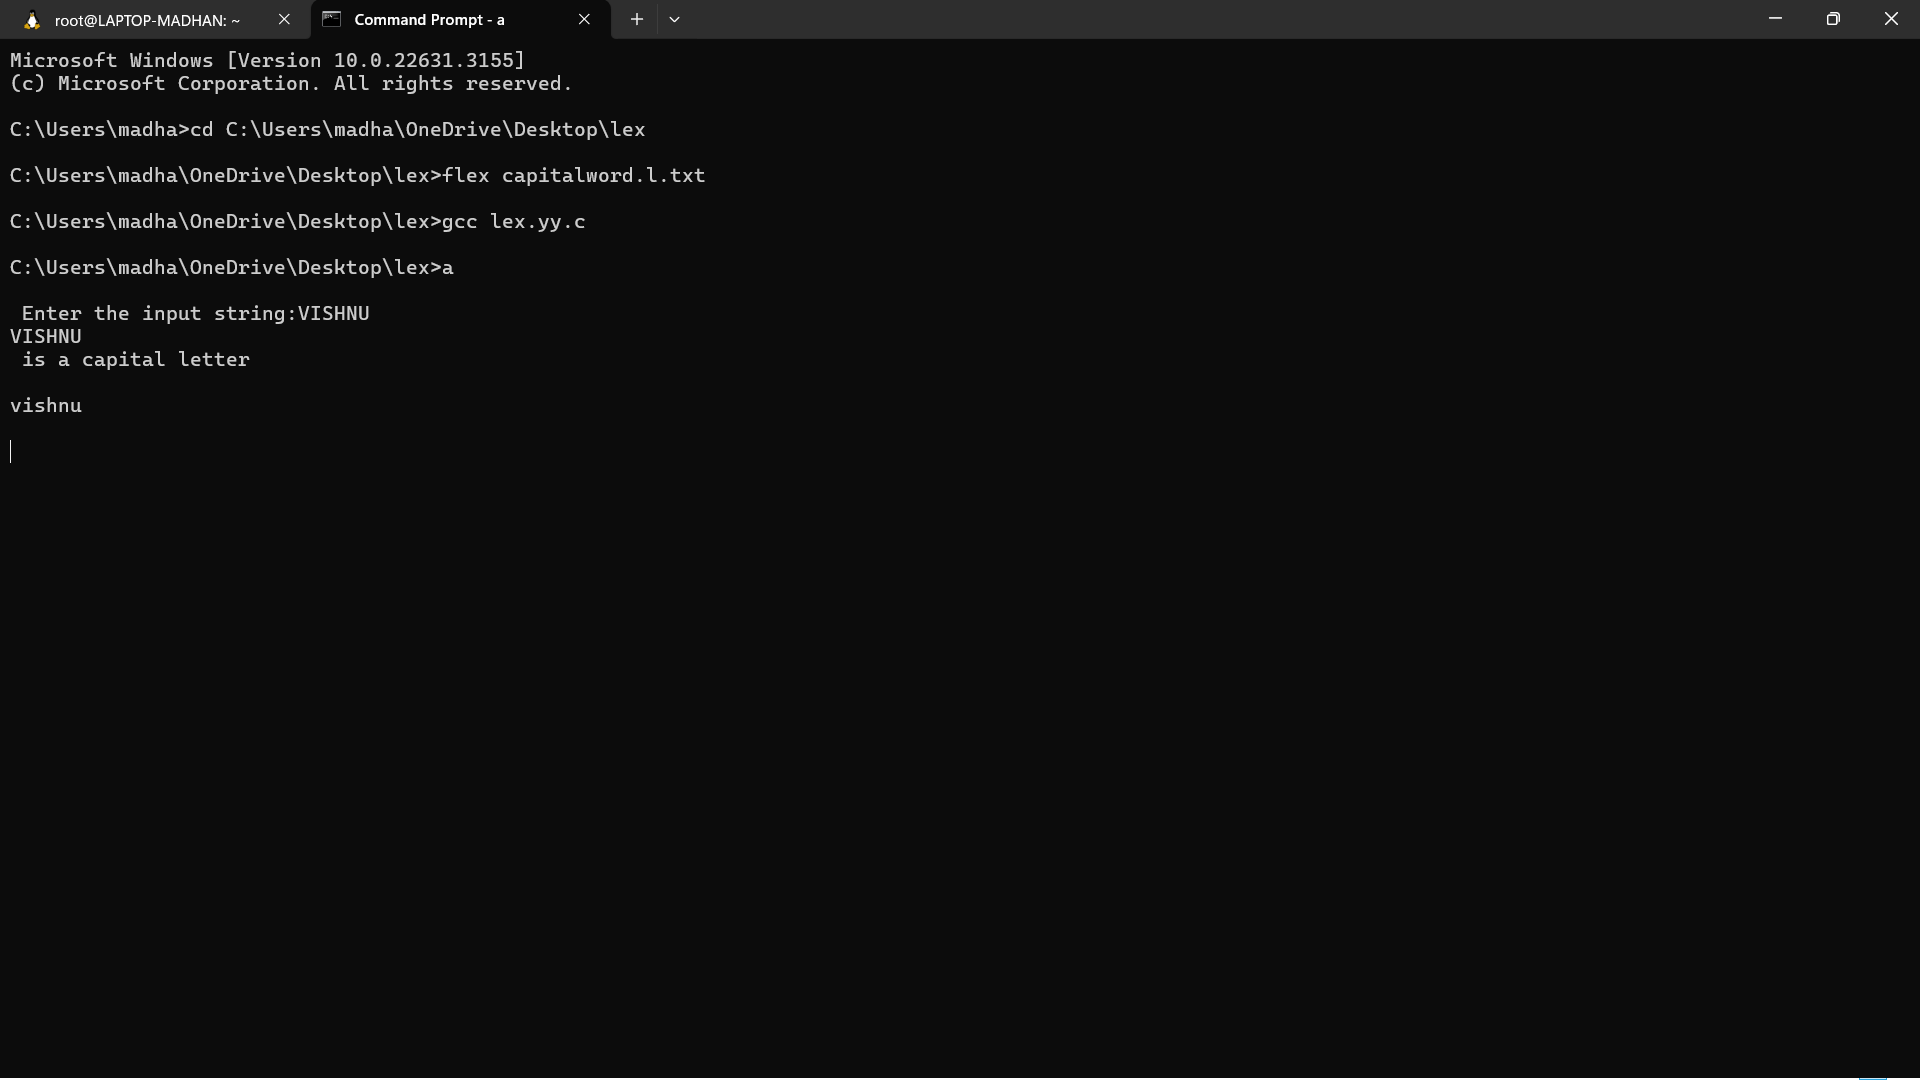 root@LAPTOP-MADHAN: ~
Command Prompt - a
Microsoft Windows [Version 10.0.22631.3155]
(c) Microsoft Corporation. All rights reserved.
C:\Users\madha>cd C:\Users\madha\OneDrive\Desktop\lex
C:\Users\madha\OneDrive\Desktop\lex>flex capitalword.l.txt
C:\Users\madha\OneDrive\Desktop\lex>gcc lex.yy.c
C:\Users\madha\OneDrive\Desktop\lex>a
Enter the input string:VISHNU
VISHNU
is a capital letter
vishnu